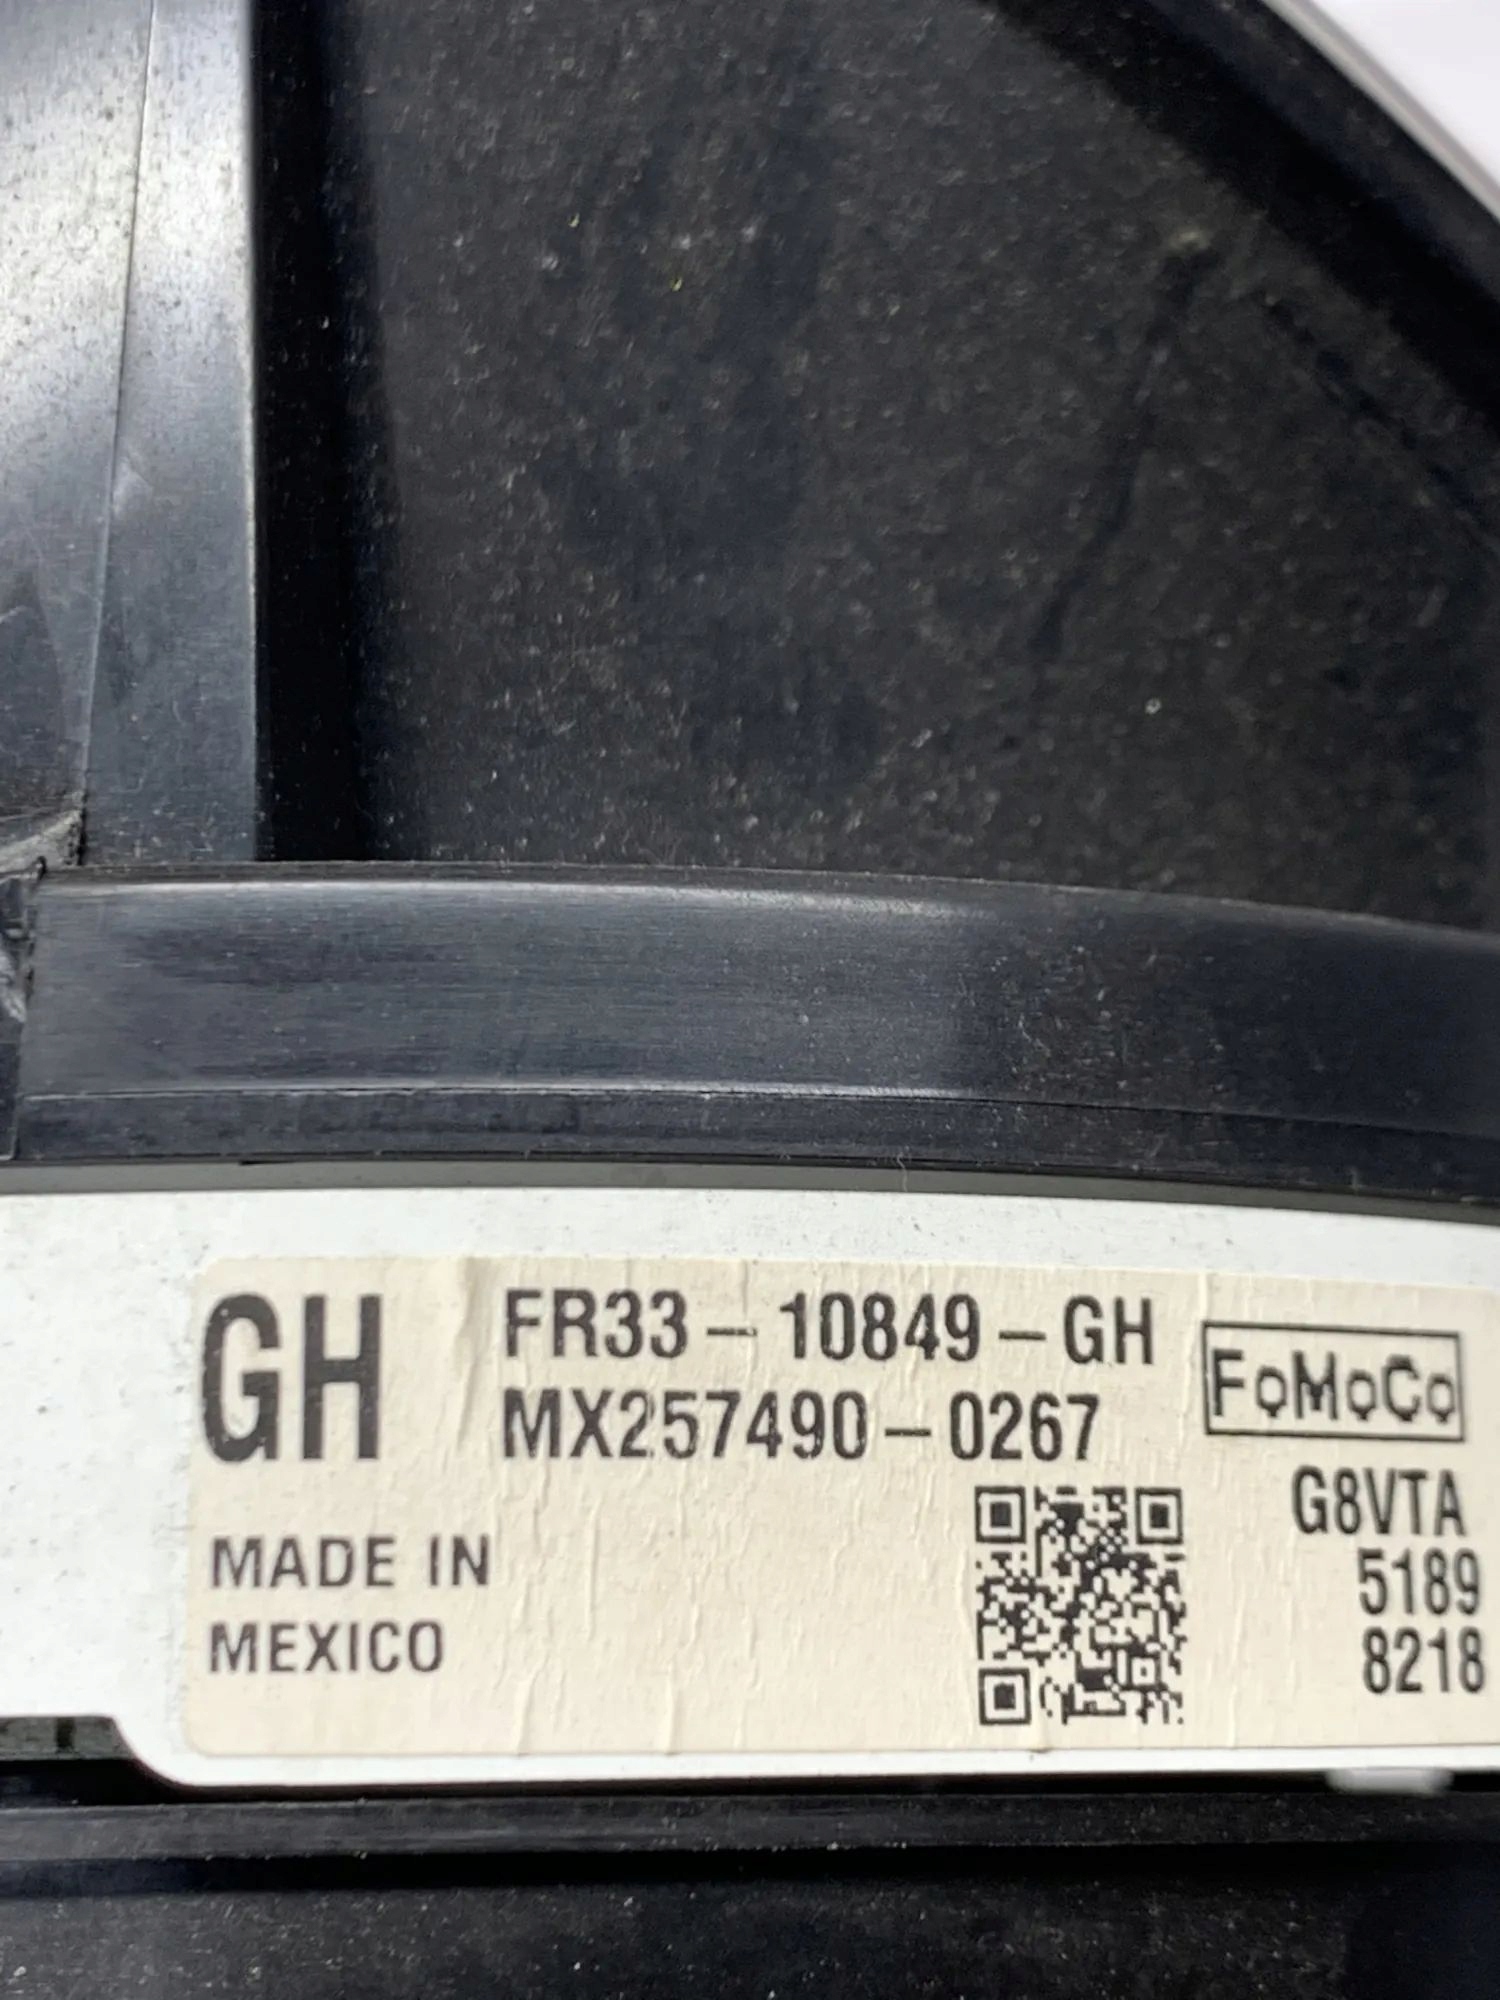 GH
FR33-10849-GH
MX257490-0267
FoMoCo
G8VTA
5189
8218
MADE IN
MEXICO